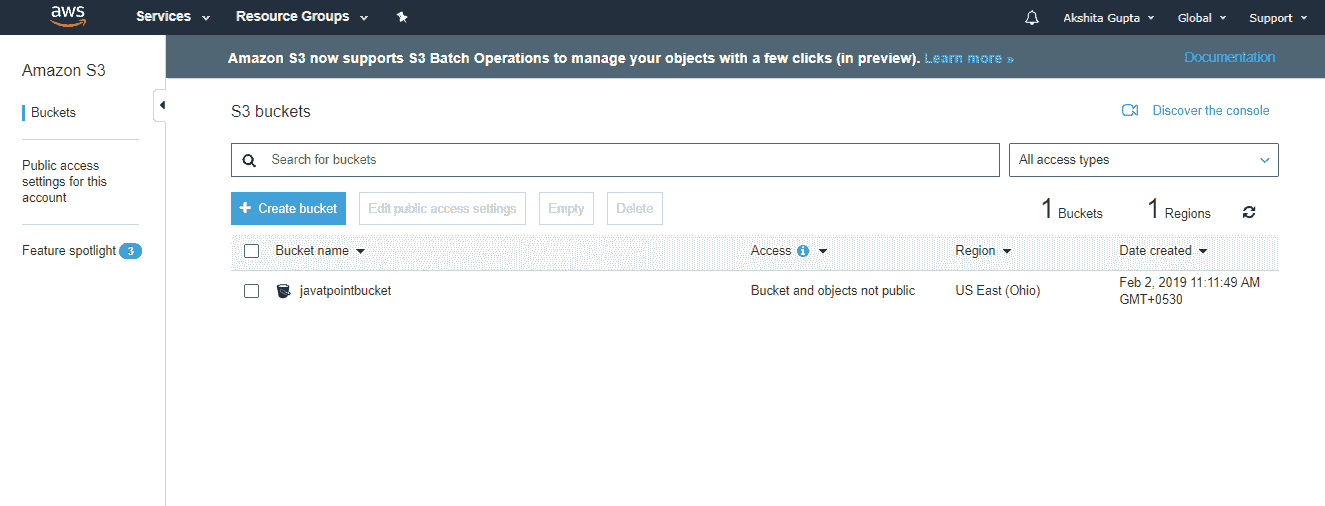 aws Services Resource Groups Akshita Gupta Global Support
Amazon S3
Buckets
Public access
settings for this
account
Feature spotlight 3
Amazon S3 now supports S3 Batch Operations to manage your objects with a few clicks (in preview). Learn more » Documentation
S3 buckets Discover the console
Search for buckets All access types
+ Create bucket Edit public access settings Empty Delete 1 Buckets 1 Regions
Bucket name Access i Region Date created
javatpointbucket Bucket and objects not public US East (Ohio) Feb 2, 2019 11:11:49 AM
GMT+0530